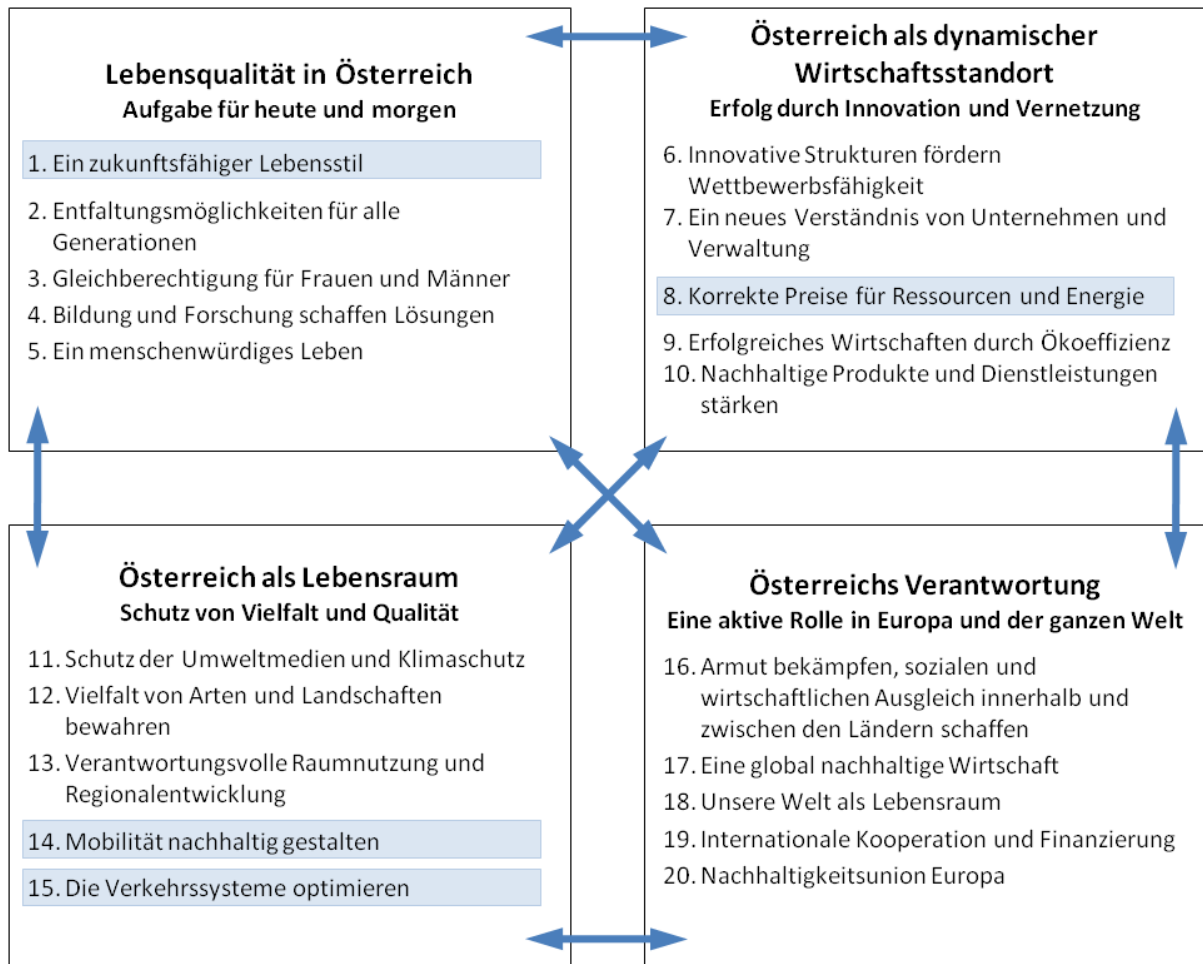 Lebensqualität in Österreich
Aufgabe für heute und morgen
1. Ein zukunftsfähiger Lebensstil
2. Entfaltungsmöglichkeiten für alle
Generationen
3. Gleichberechtigung für Frauen und Männer
4. Bildung und Forschung schaffen Lösungen
5. Ein menschenwürdiges Leben
Österreich als dynamischer
Wirtschaftsstandort
Erfolg durch Innovation und Vernetzung
6. Innovative Strukturen fördern
Wettbewerbsfähigkeit
7. Ein neues Verständnis von Unternehmen und
Verwaltung
8. Korrekte Preise für Ressourcen und Energie
9. Erfolgreiches Wirtschaften durch Ökoeffizienz
10. Nachhaltige Produkte und Dienstleistungen
stärken
Österreich als Lebensraum
Schutz von Vielfalt und Qualität
11. Schutz der Umweltmedien und Klimaschutz
12. Vielfalt von Arten und Landschaften
bewahren
13. Verantwortungsvolle Raumnutzung und
Regionalentwicklung
14. Mobilität nachhaltig gestalten
15. Die Verkehrssysteme optimieren
Österreichs Verantwortung
Eine aktive Rolle in Europa und der ganzen Welt
16. Armut bekämpfen, sozialen und
wirtschaftlichen Ausgleich innerhalb und
zwischen den Ländern schaffen
17. Eine global nachhaltige Wirtschaft
18. Unsere Welt als Lebensraum
19. Internationale Kooperation und Finanzierung
20. Nachhaltigkeitsunion Europa